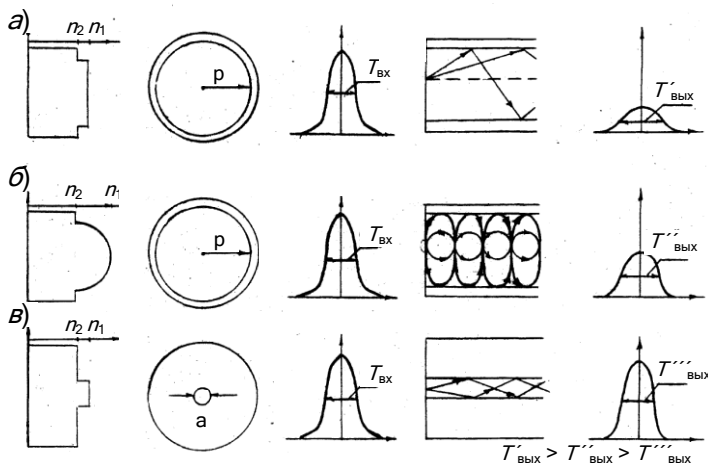 а)
n₂ n₁
р
Tвх
T′вых
б)
n₂ n₁
р
Tвх
T″вых
в)
n₂ n₁
а
Tвх
T‴вых
T′вых > T″вых > T‴вых